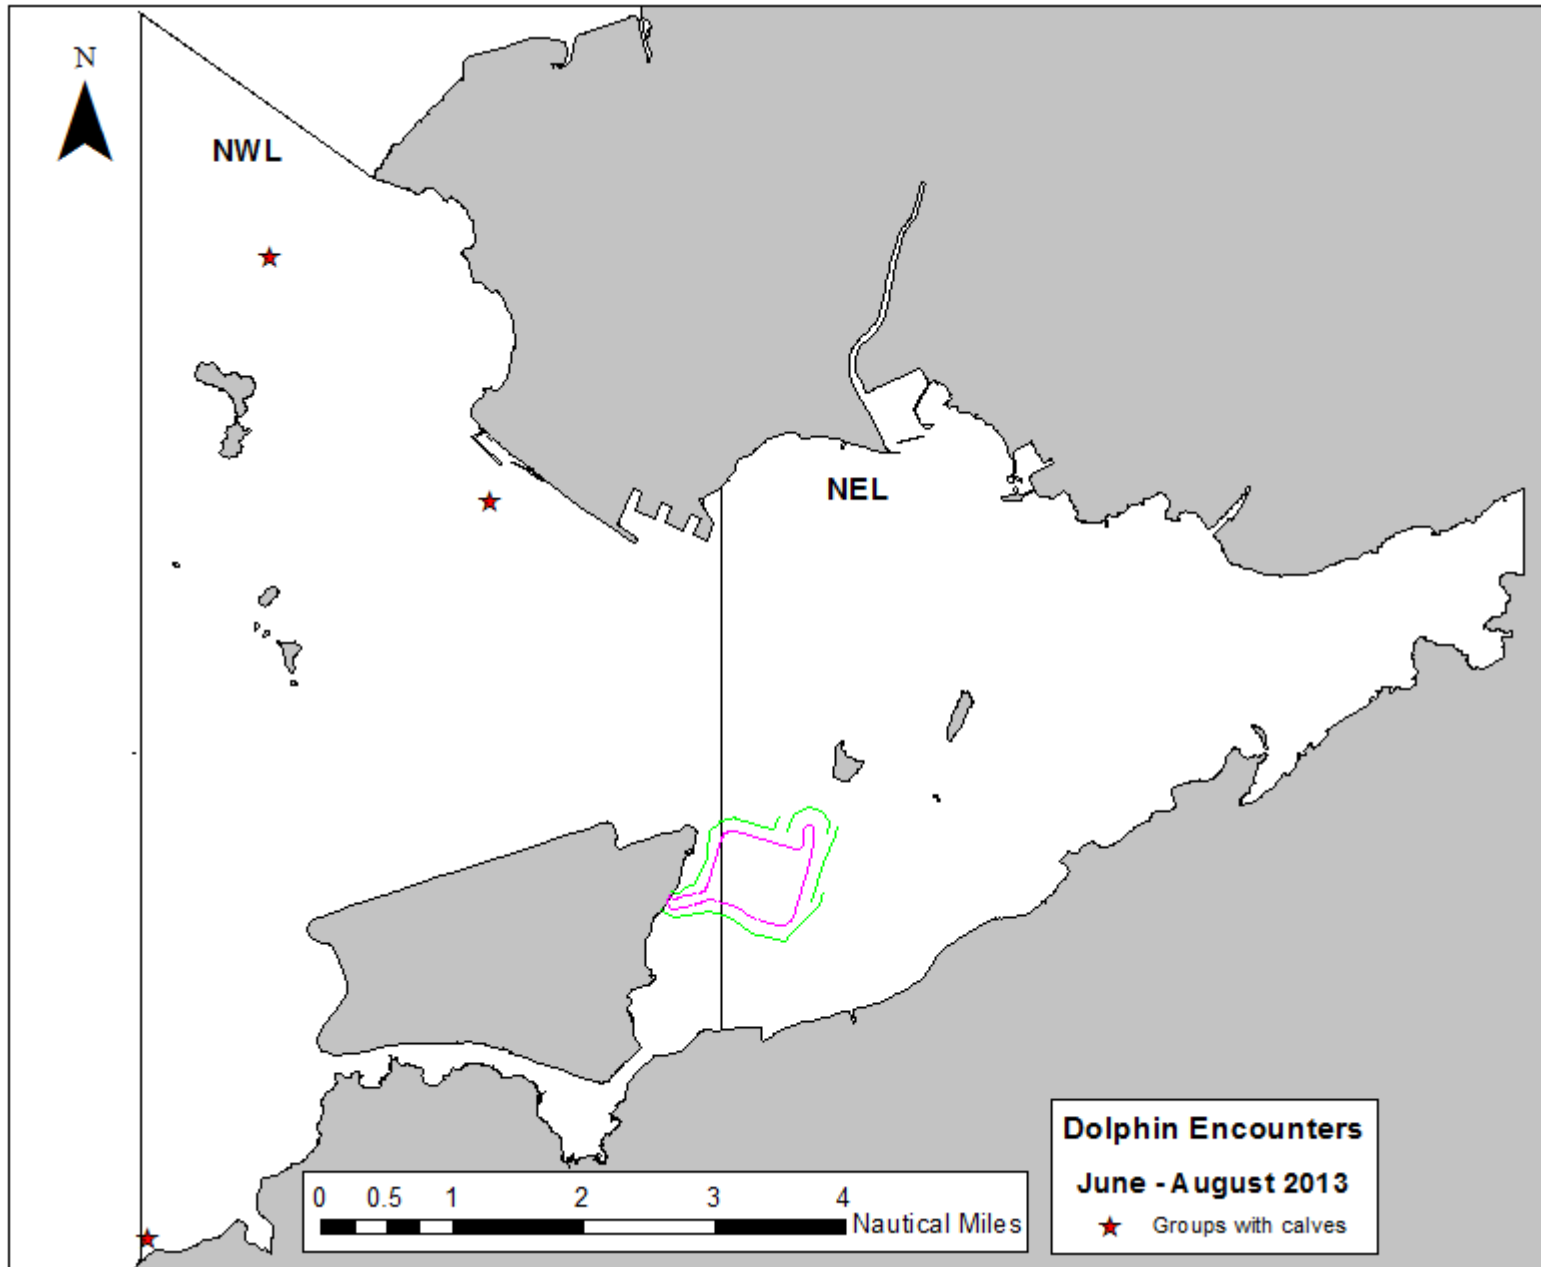 N
NWL
NEL
Dolphin Encounters
June - August 2013
Groups with calves
0 0.5 1 2 3 4
Nautical Miles